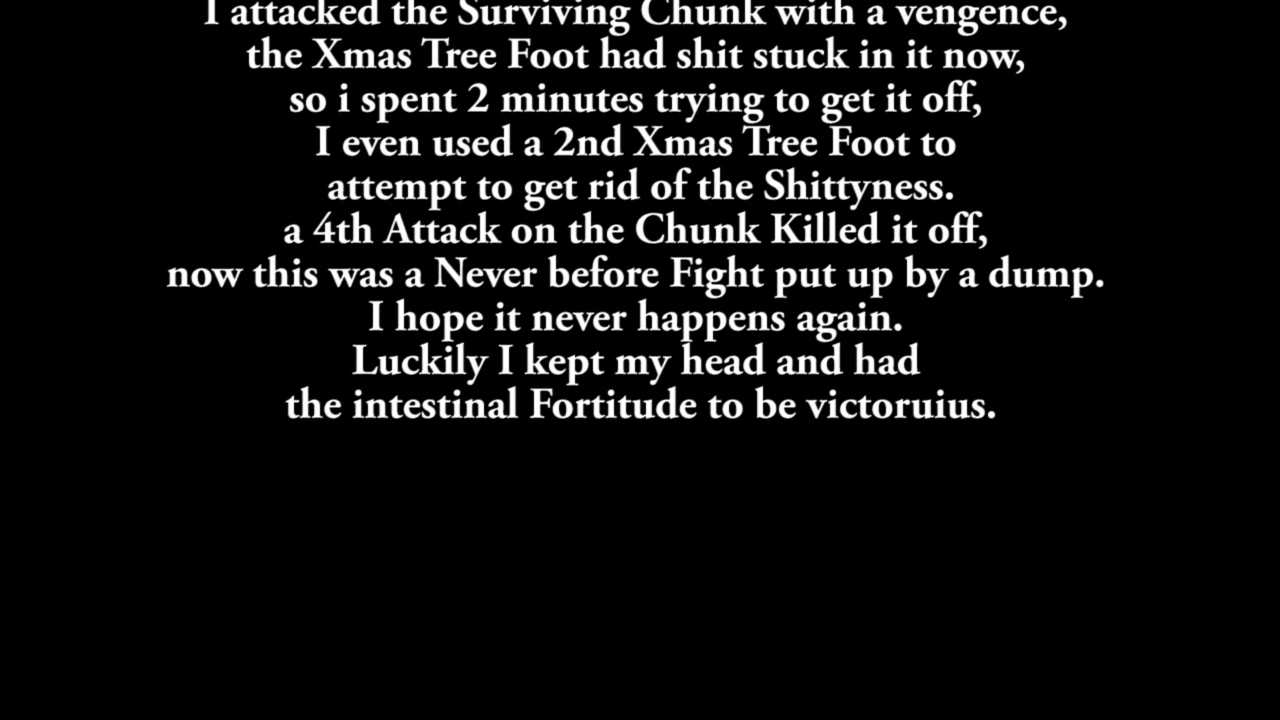 I attacked the Surviving Chunk with a vengence,
the Xmas Tree Foot had shit stuck in it now,
so i spent 2 minutes trying to get it off,
I even used a 2nd Xmas Tree Foot to
attempt to get rid of the Shittyness.
a 4th Attack on the Chunk Killed it off,
now this was a Never before Fight put up by a dump.
I hope it never happens again.
Luckily I kept my head and had
the intestinal Fortitude to be victoruius.